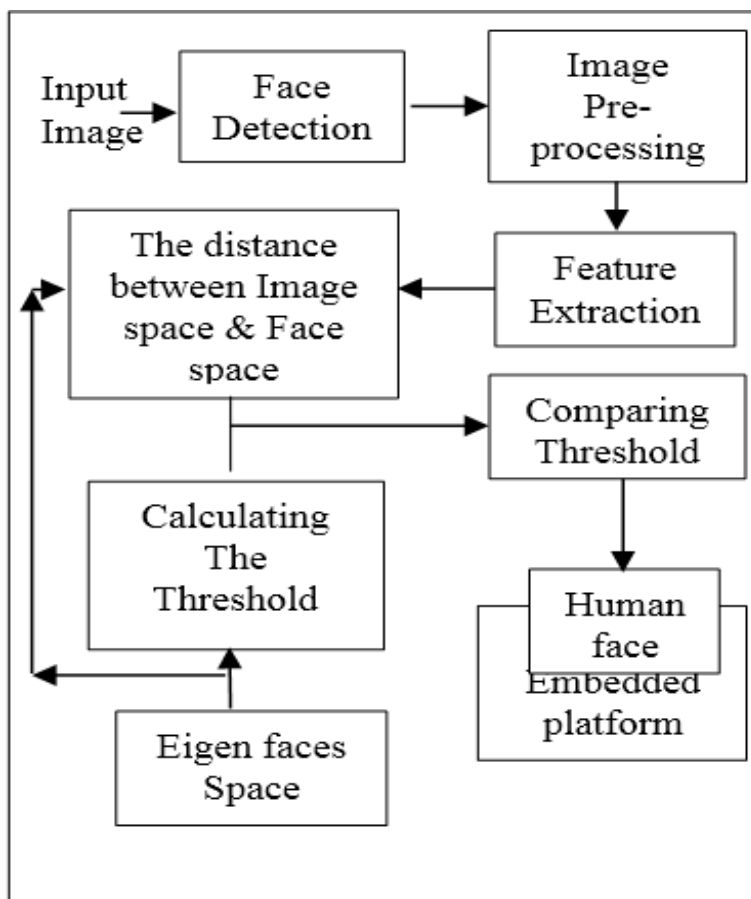 Input
Image
Face
Detection
Image
Pre-
processing
Feature
Extraction
The distance
between Image
space & Face
space
Comparing
Threshold
Calculating
The
Threshold
Human
face
Embedded
platform
Eigen faces
Space